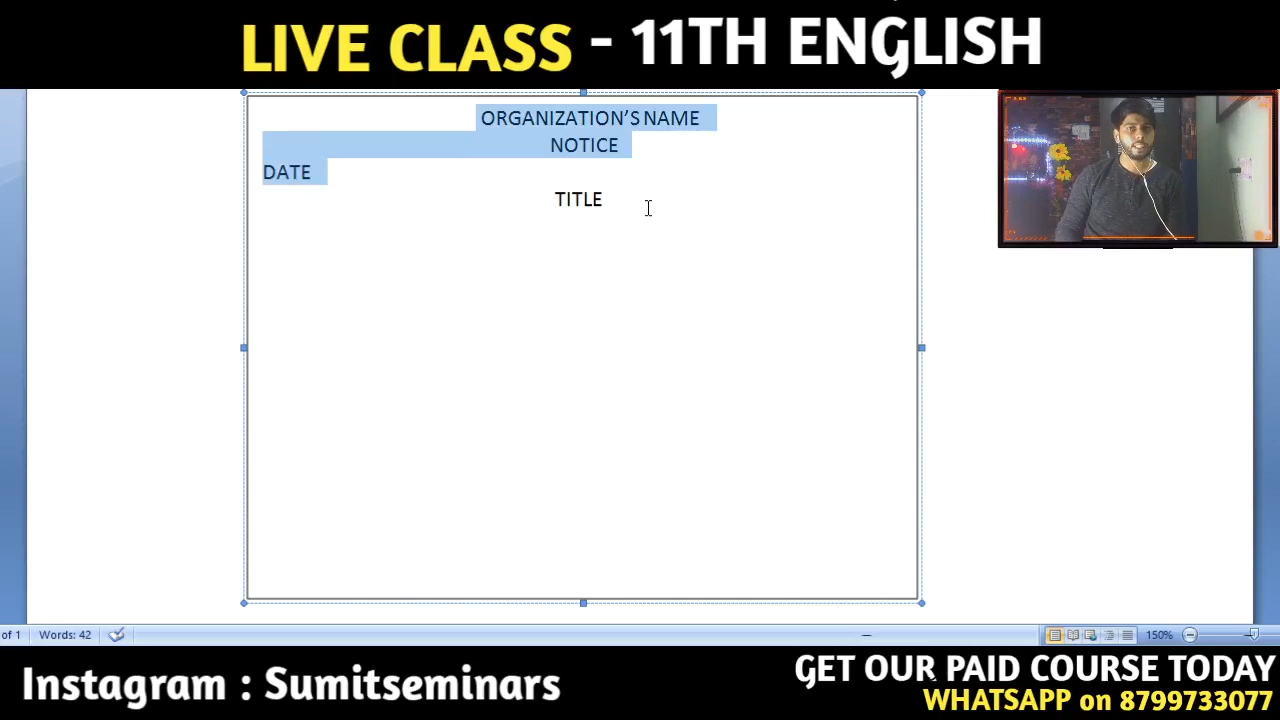 LIVE CLASS - 11TH ENGLISH
ORGANIZATION'S NAME
NOTICE
DATE
TITLE
of 1 Words: 42 150%
Instagram : Sumitseminars
GET OUR PAID COURSE TODAY
WHATSAPP on 8799733077